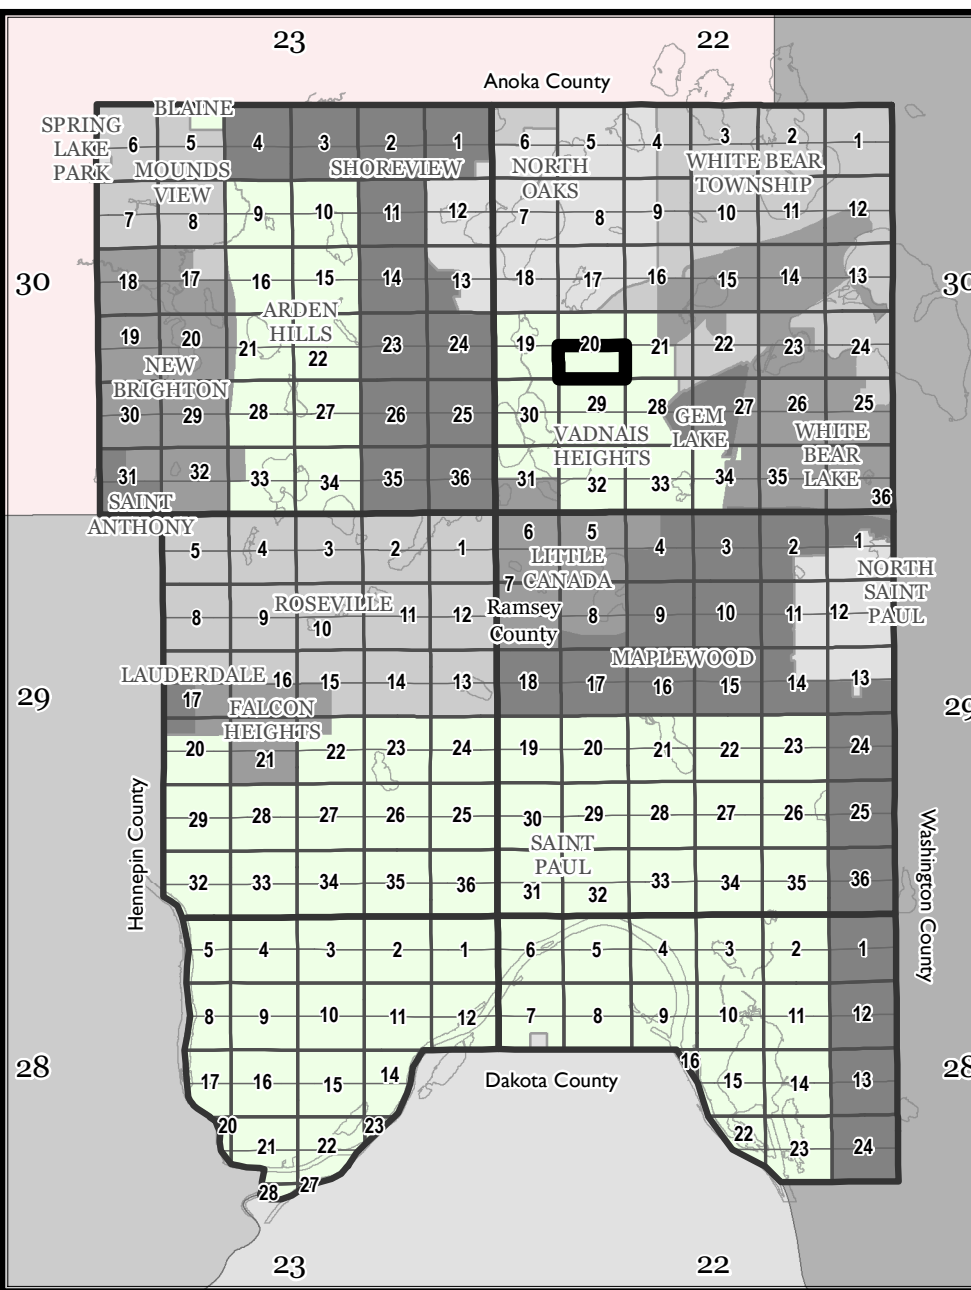 23 22
Anoka County
BLAINE
SPRING
LAKE
PARK
6 5 4 3 2 1 6 5 4 3 2 1
MOUNDS
VIEW
SHOREVIEW
NORTH
OAKS
WHITE BEAR
TOWNSHIP
7 8 9 10 11 12 7 8 9 10 11 12
30 18 17 16 15 14 13 18 17 16 15 14 13 30
ARDEN
HILLS
19 20 21 22 23 24 19 20 21 22 23 24
NEW
BRIGHTON
30 29 28 27 26 25 30 29 28 27 26 25
GEM
LAKE
VADNAIS
HEIGHTS
WHITE
BEAR
LAKE
31 32 33 34 35 36 31 32 33 34 35 36
SAINT
ANTHONY
5 4 3 2 1 6 5 4 3 2 1
LITTLE
CANADA
NORTH
SAINT
PAUL
8 9 10 11 12 7 8 9 10 11 12
ROSEVILLE
Ramsey
County
MAPLEWOOD
LAUDERDALE
29 17 16 15 14 13 18 17 16 15 14 13 29
FALCON
HEIGHTS
20 21 22 23 24 19 20 21 22 23 24
29 28 27 26 25 30 29 28 27 26 25
SAINT
PAUL
32 33 34 35 36 31 32 33 34 35 36
Hennepin County
Washington County
5 4 3 2 1 6 5 4 3 2 1
8 9 10 11 12 7 8 9 10 11 12
28 17 16 15 14 16 15 14 13 28
Dakota County
20 21 22 23 22 23 24
28 27
23 22